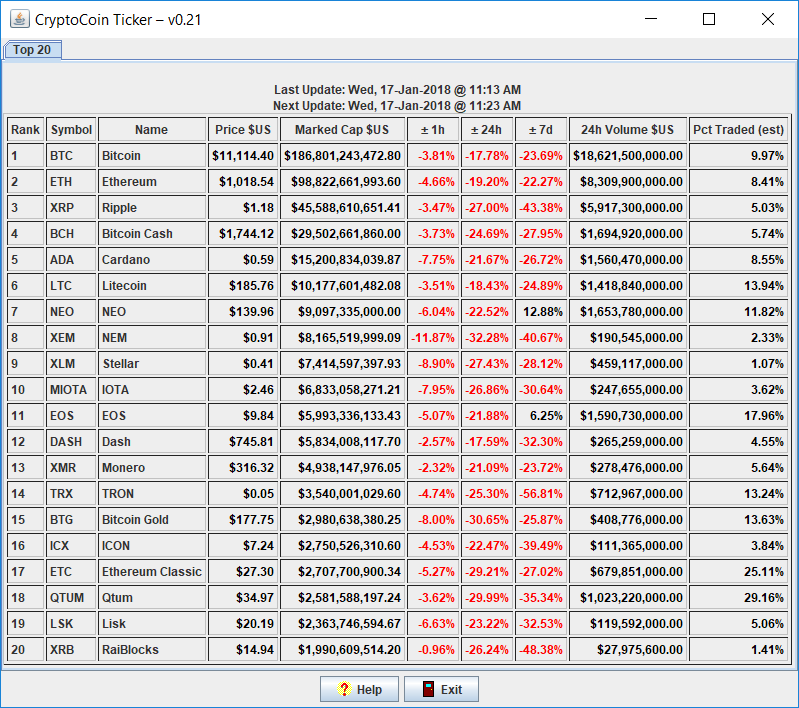 CryptoCoin Ticker – v0.21
Top 20
Last Update: Wed, 17-Jan-2018 @ 11:13 AM
Next Update: Wed, 17-Jan-2018 @ 11:23 AM
Rank Symbol Name Price $US Marked Cap $US ± 1h ± 24h ± 7d 24h Volume $US Pct Traded (est)
1 BTC Bitcoin $11,114.40 $186,801,243,472.80 -3.81% -17.78% -23.69% $18,621,500,000.00 9.97%
2 ETH Ethereum $1,018.54 $98,822,661,993.60 -4.66% -19.20% -22.27% $8,309,900,000.00 8.41%
3 XRP Ripple $1.18 $45,588,610,651.41 -3.47% -27.00% -43.38% $5,917,300,000.00 5.03%
4 BCH Bitcoin Cash $1,744.12 $29,502,661,860.00 -3.73% -24.69% -27.95% $1,694,920,000.00 5.74%
5 ADA Cardano $0.59 $15,200,834,039.87 -7.75% -21.67% -26.72% $1,560,470,000.00 8.55%
6 LTC Litecoin $185.76 $10,177,601,482.08 -3.51% -18.43% -24.89% $1,418,840,000.00 13.94%
7 NEO NEO $139.96 $9,097,335,000.00 -6.04% -22.52% 12.88% $1,653,780,000.00 11.82%
8 XEM NEM $0.91 $8,165,519,999.09 -11.87% -32.28% -40.67% $190,545,000.00 2.33%
9 XLM Stellar $0.41 $7,414,597,397.93 -8.90% -27.43% -28.12% $459,117,000.00 1.07%
10 MIOTA IOTA $2.46 $6,833,058,271.21 -7.95% -26.86% -30.64% $247,655,000.00 3.62%
11 EOS EOS $9.84 $5,993,336,133.43 -5.07% -21.88% 6.25% $1,590,730,000.00 17.96%
12 DASH Dash $745.81 $5,834,008,117.70 -2.57% -17.59% -32.30% $265,259,000.00 4.55%
13 XMR Monero $316.32 $4,938,147,976.05 -2.32% -21.09% -23.72% $278,476,000.00 5.64%
14 TRX TRON $0.05 $3,540,001,029.60 -4.74% -25.30% -56.81% $712,967,000.00 13.24%
15 BTG Bitcoin Gold $177.75 $2,980,638,380.25 -8.00% -30.65% -25.87% $408,776,000.00 13.63%
16 ICX ICON $7.24 $2,750,526,310.60 -4.53% -22.47% -39.49% $111,365,000.00 3.84%
17 ETC Ethereum Classic $27.30 $2,707,700,900.34 -5.27% -29.21% -27.02% $679,851,000.00 25.11%
18 QTUM Qtum $34.97 $2,581,588,197.24 -3.62% -29.99% -35.34% $1,023,220,000.00 29.16%
19 LSK Lisk $20.19 $2,363,746,594.67 -6.63% -23.22% -32.53% $119,592,000.00 5.06%
20 XRB RaiBlocks $14.94 $1,990,609,514.20 -0.96% -26.24% -48.38% $27,975,600.00 1.41%
? Help Exit